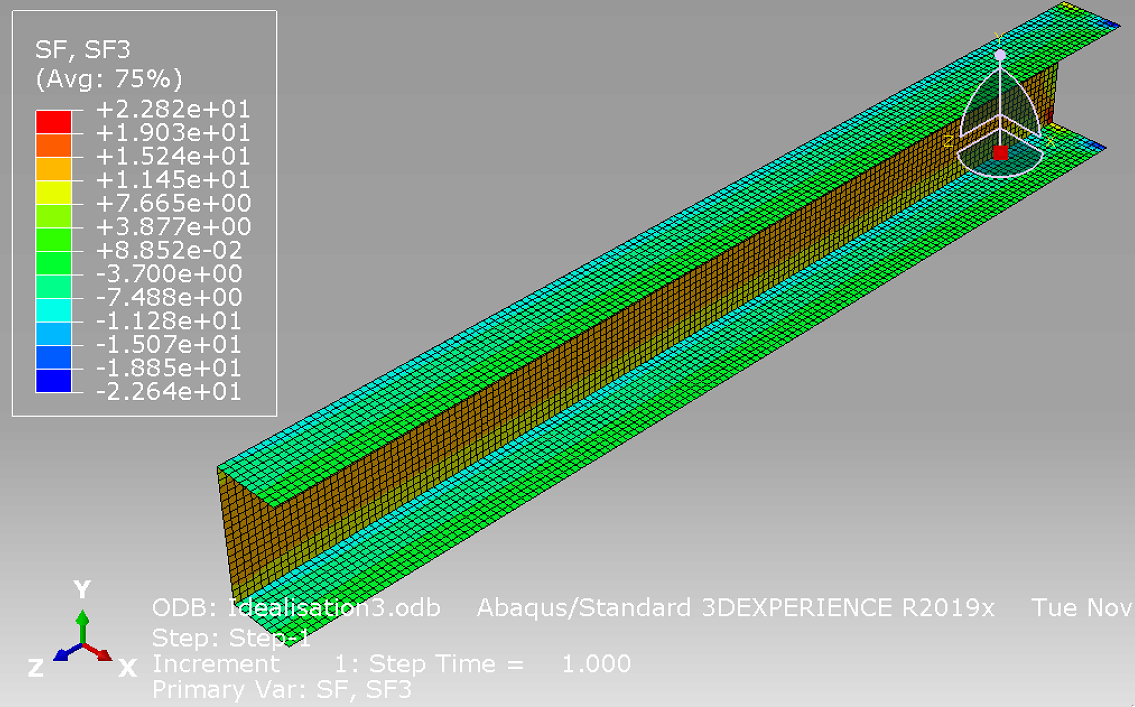 SF, SF3
(Avg: 75%)
+2.282e+01
+1.903e+01
+1.524e+01
+1.145e+01
+7.665e+00
+3.877e+00
+8.852e-02
-3.700e+00
-7.488e+00
-1.128e+01
-1.507e+01
-1.885e+01
-2.264e+01
Y
Z
X
Y
Z
X
ODB: Idealisation3.odb Abaqus/Standard 3DEXPERIENCE R2019x Tue Nov
Step: Step-1
Increment 1: Step Time = 1.000
Primary Var: SF, SF3